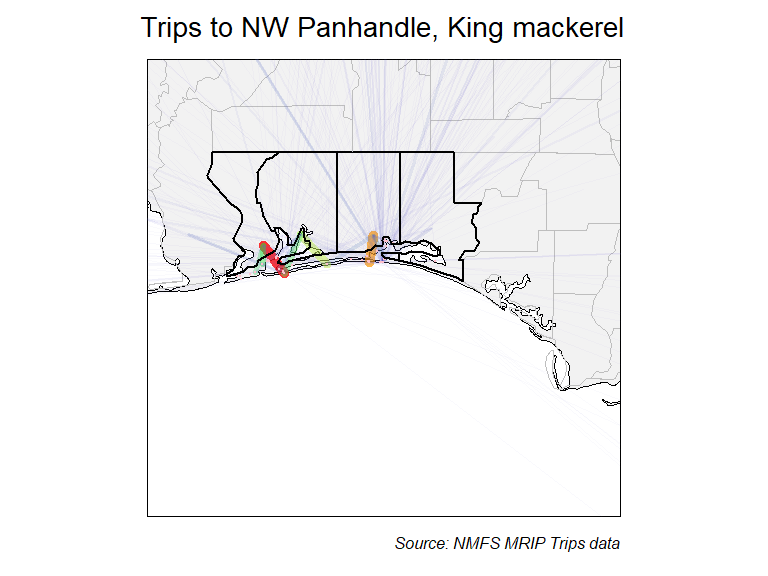 Trips to NW Panhandle, King mackerel
Source: NMFS MRIP Trips data